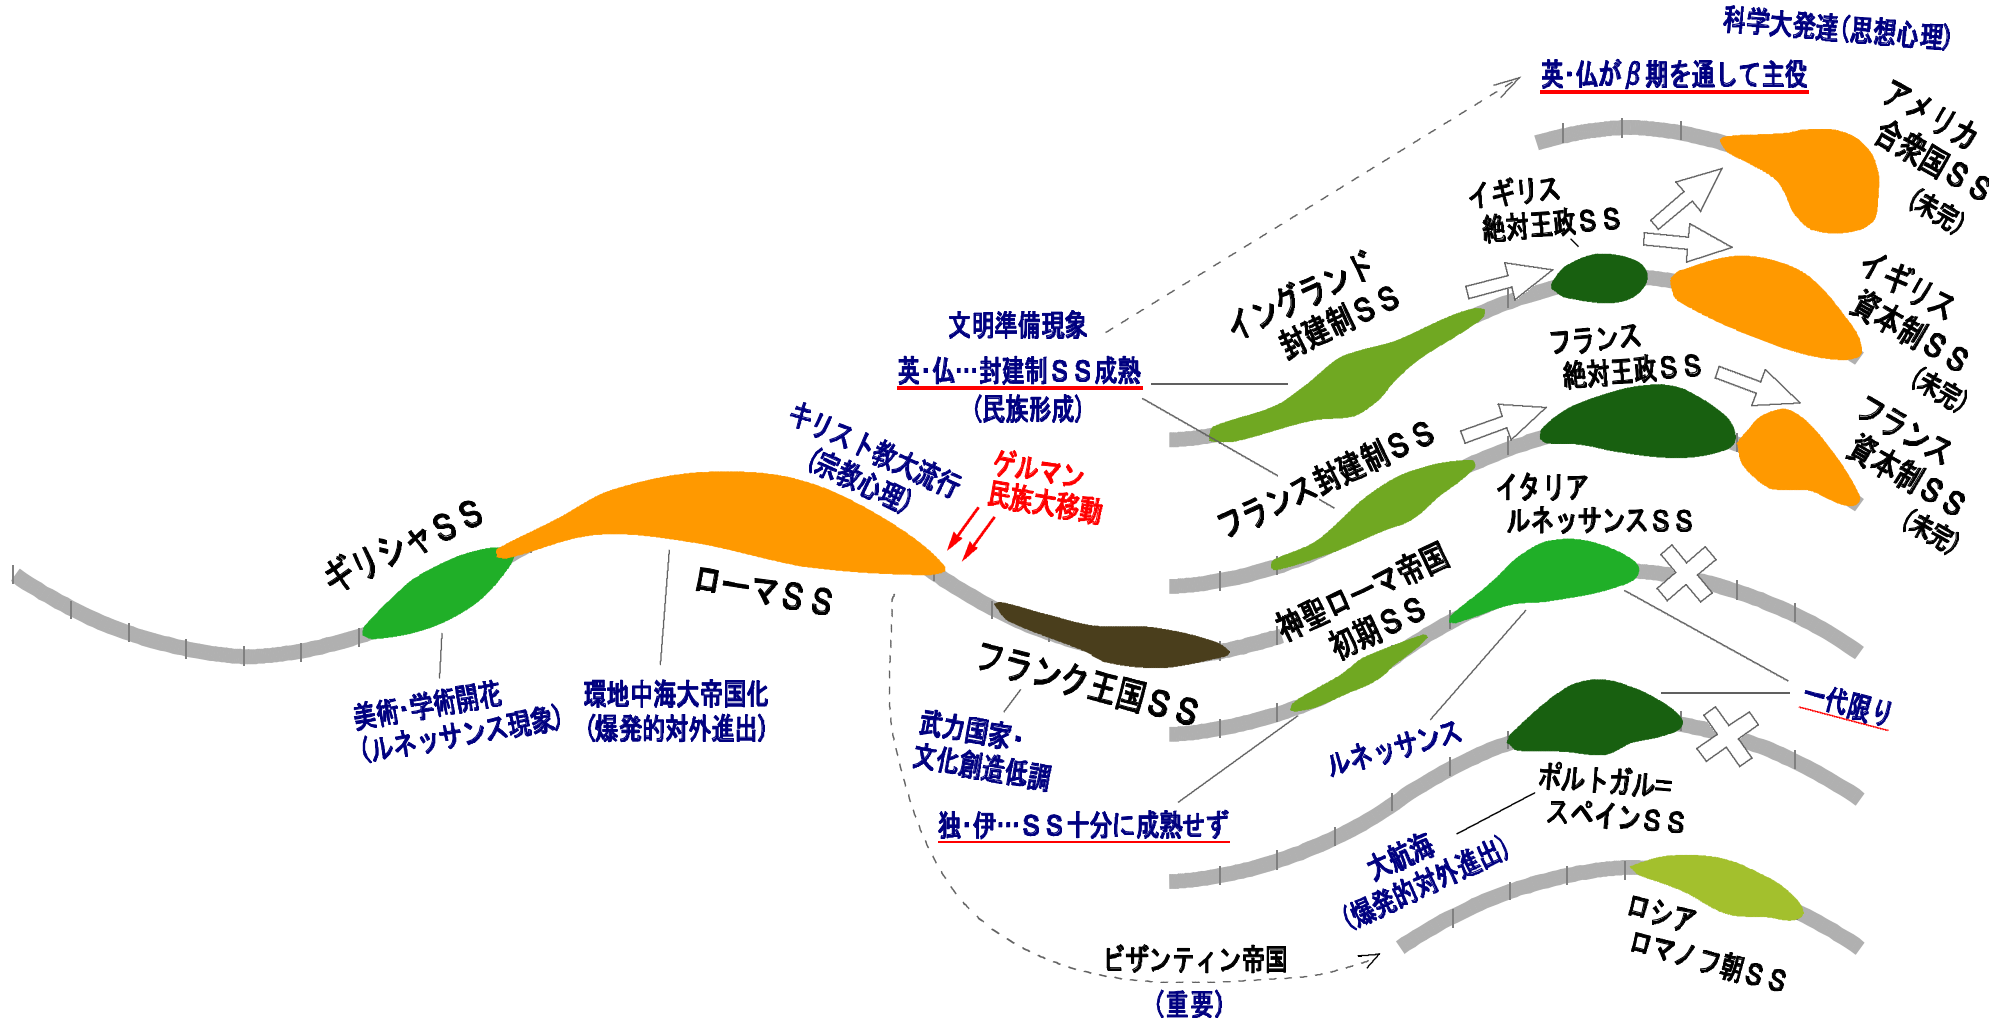 科学大発達(思想心理)
英・仏がβ期を通して主役
アメリカ
合衆国SS
(未完)
イギリス
絶対王政SS
イギリス
資本制SS
(未完)
イングランド
封建制SS
文明準備現象
英・仏…封建制SS成熟
(民族形成)
フランス
絶対王政SS
フランス
資本制SS
(未完)
キリスト教大流行
(宗教心理)
ゲルマン
民族大移動
フランス封建制SS
イタリア
ルネッサンスSS
ギリシャSS
ローマSS
神聖ローマ帝国
初期SS
フランク王国SS
美術・学術開花
(ルネッサンス現象)
環地中海大帝国化
(爆発的対外進出)
武力国家・
文化創造低調
独・伊…SS十分に成熟せず
ルネッサンス
一代限り
ポルトガル=
スペインSS
大航海
(爆発的対外進出)
ロシア
ロマノフ朝SS
ビザンティン帝国
(重要)